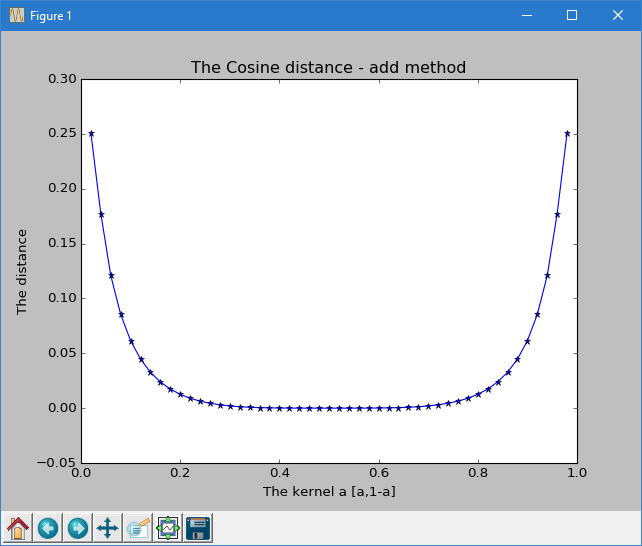 Figure 1
The Cosine distance - add method
0.30
0.25
0.20
0.15
0.10
0.05
0.00
−0.05
The distance
0.0 0.2 0.4 0.6 0.8 1.0
The kernel a [a,1-a]